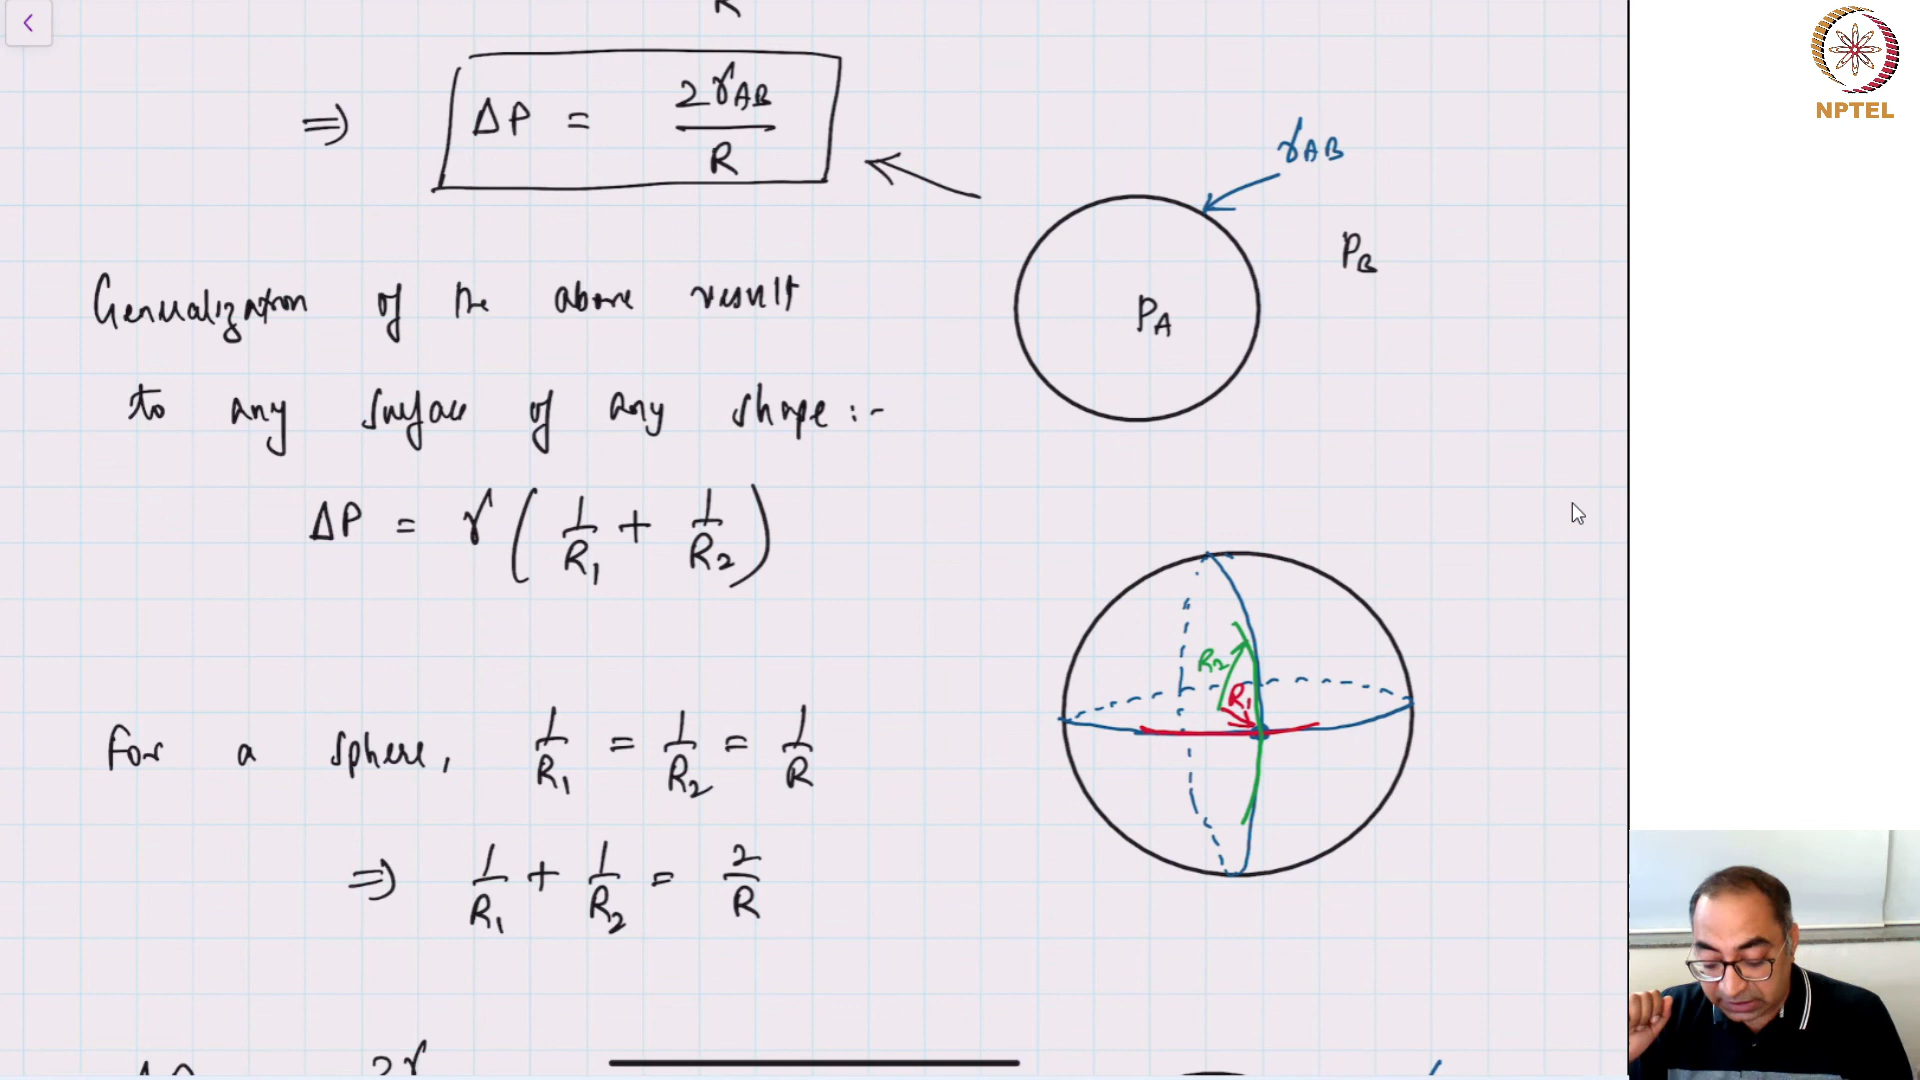 R
⇒ ΔP = 2γAB / R
γAB
PB
PA
Generalization of the above result
to any surface of any shape :-
ΔP = γ ( 1/R1 + 1/R2 )
R2
R1
For a sphere, 1/R1 = 1/R2 = 1/R
⇒ 1/R1 + 1/R2 = 2/R
2γ
NPTEL